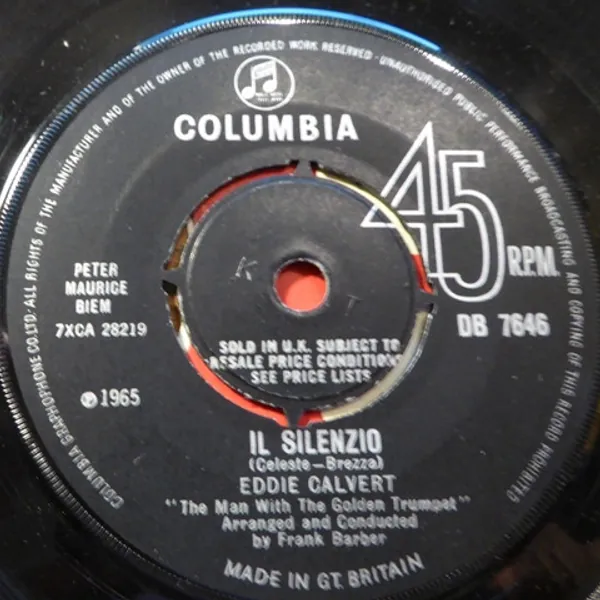 COLUMBIA GRAPHOPHONE CO. LTD. · ALL RIGHTS OF THE MANUFACTURER AND OF THE OWNER OF THE RECORDED WORK RESERVED · UNAUTHORISED PUBLIC PERFORMANCE BROADCASTING AND COPYING OF THIS RECORD PROHIBITED
COLUMBIA
45
R.P.M.
PETER
MAURICE
BIEM
7XCA 28219
DB 7646
K T
SOLD IN U.K. SUBJECT TO
RESALE PRICE CONDITIONS
SEE PRICE LISTS
℗ 1965
IL SILENZIO
(Celeste—Brezza)
EDDIE CALVERT
"The Man With The Golden Trumpet"
Arranged and Conducted
by Frank Barber
MADE IN GT. BRITAIN